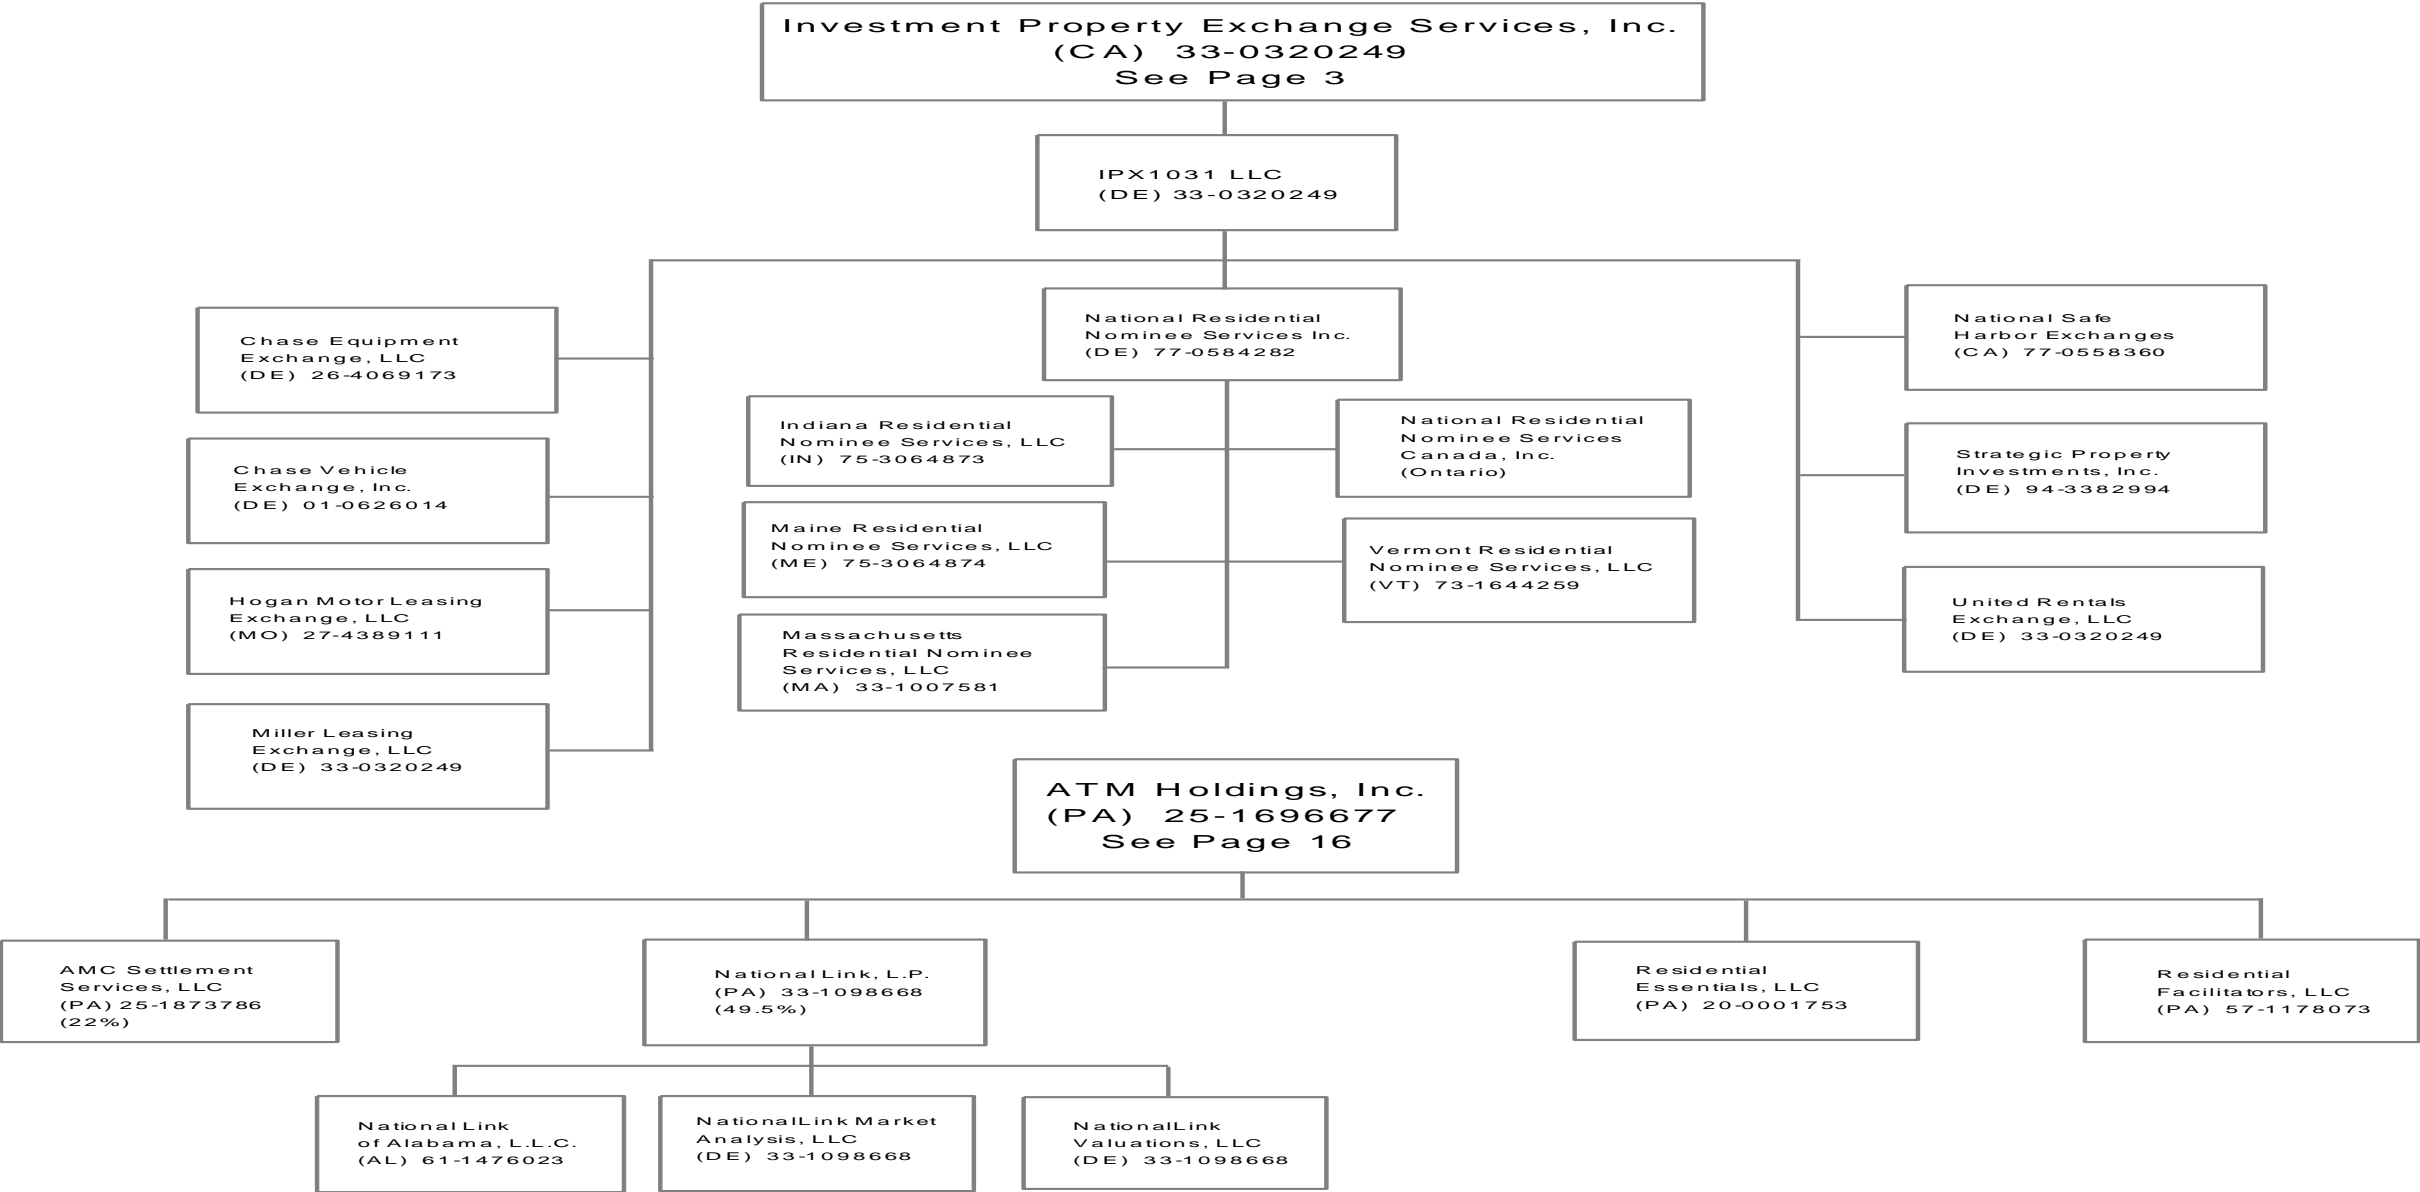 Investment Property Exchange Services, Inc.
(CA) 33-0320249
See Page 3
IPX1031 LLC
(DE) 33-0320249
Chase Equipment
Exchange, LLC
(DE) 26-4069173
Chase Vehicle
Exchange, Inc.
(DE) 01-0626014
Hogan Motor Leasing
Exchange, LLC
(MO) 27-4389111
Miller Leasing
Exchange, LLC
(DE) 33-0320249
National Residential
Nominee Services Inc.
(DE) 77-0584282
Indiana Residential
Nominee Services, LLC
(IN) 75-3064873
Maine Residential
Nominee Services, LLC
(ME) 75-3064874
Massachusetts
Residential Nominee
Services, LLC
(MA) 33-1007581
National Residential
Nominee Services
Canada, Inc.
(Ontario)
Vermont Residential
Nominee Services, LLC
(VT) 73-1644259
National Safe
Harbor Exchanges
(CA) 77-0558360
Strategic Property
Investments, Inc.
(DE) 94-3382994
United Rentals
Exchange, LLC
(DE) 33-0320249
ATM Holdings, Inc.
(PA) 25-1696677
See Page 16
AMC Settlement
Services, LLC
(PA) 25-1873786
(22%)
National Link, L.P.
(PA) 33-1098668
(49.5%)
Residential
Essentials, LLC
(PA) 20-0001753
Residential
Facilitators, LLC
(PA) 57-1178073
National Link
of Alabama, L.L.C.
(AL) 61-1476023
NationalLink Market
Analysis, LLC
(DE) 33-1098668
NationalLink
Valuations, LLC
(DE) 33-1098668